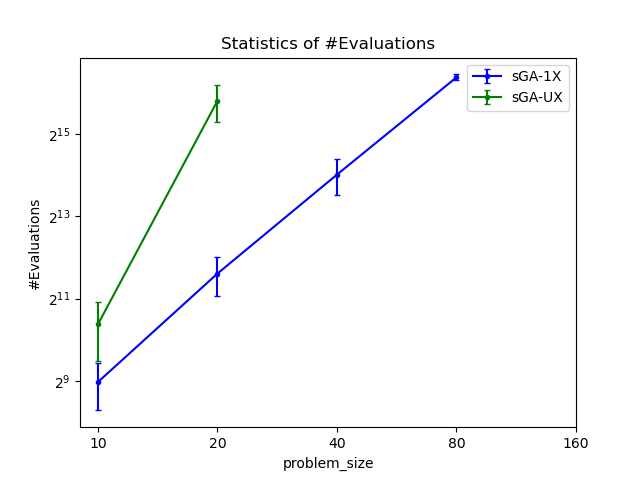 Statistics of #Evaluations
sGA-1X
sGA-UX
#Evaluations
2^15
2^13
2^11
2^9
10 20 40 80 160
problem_size